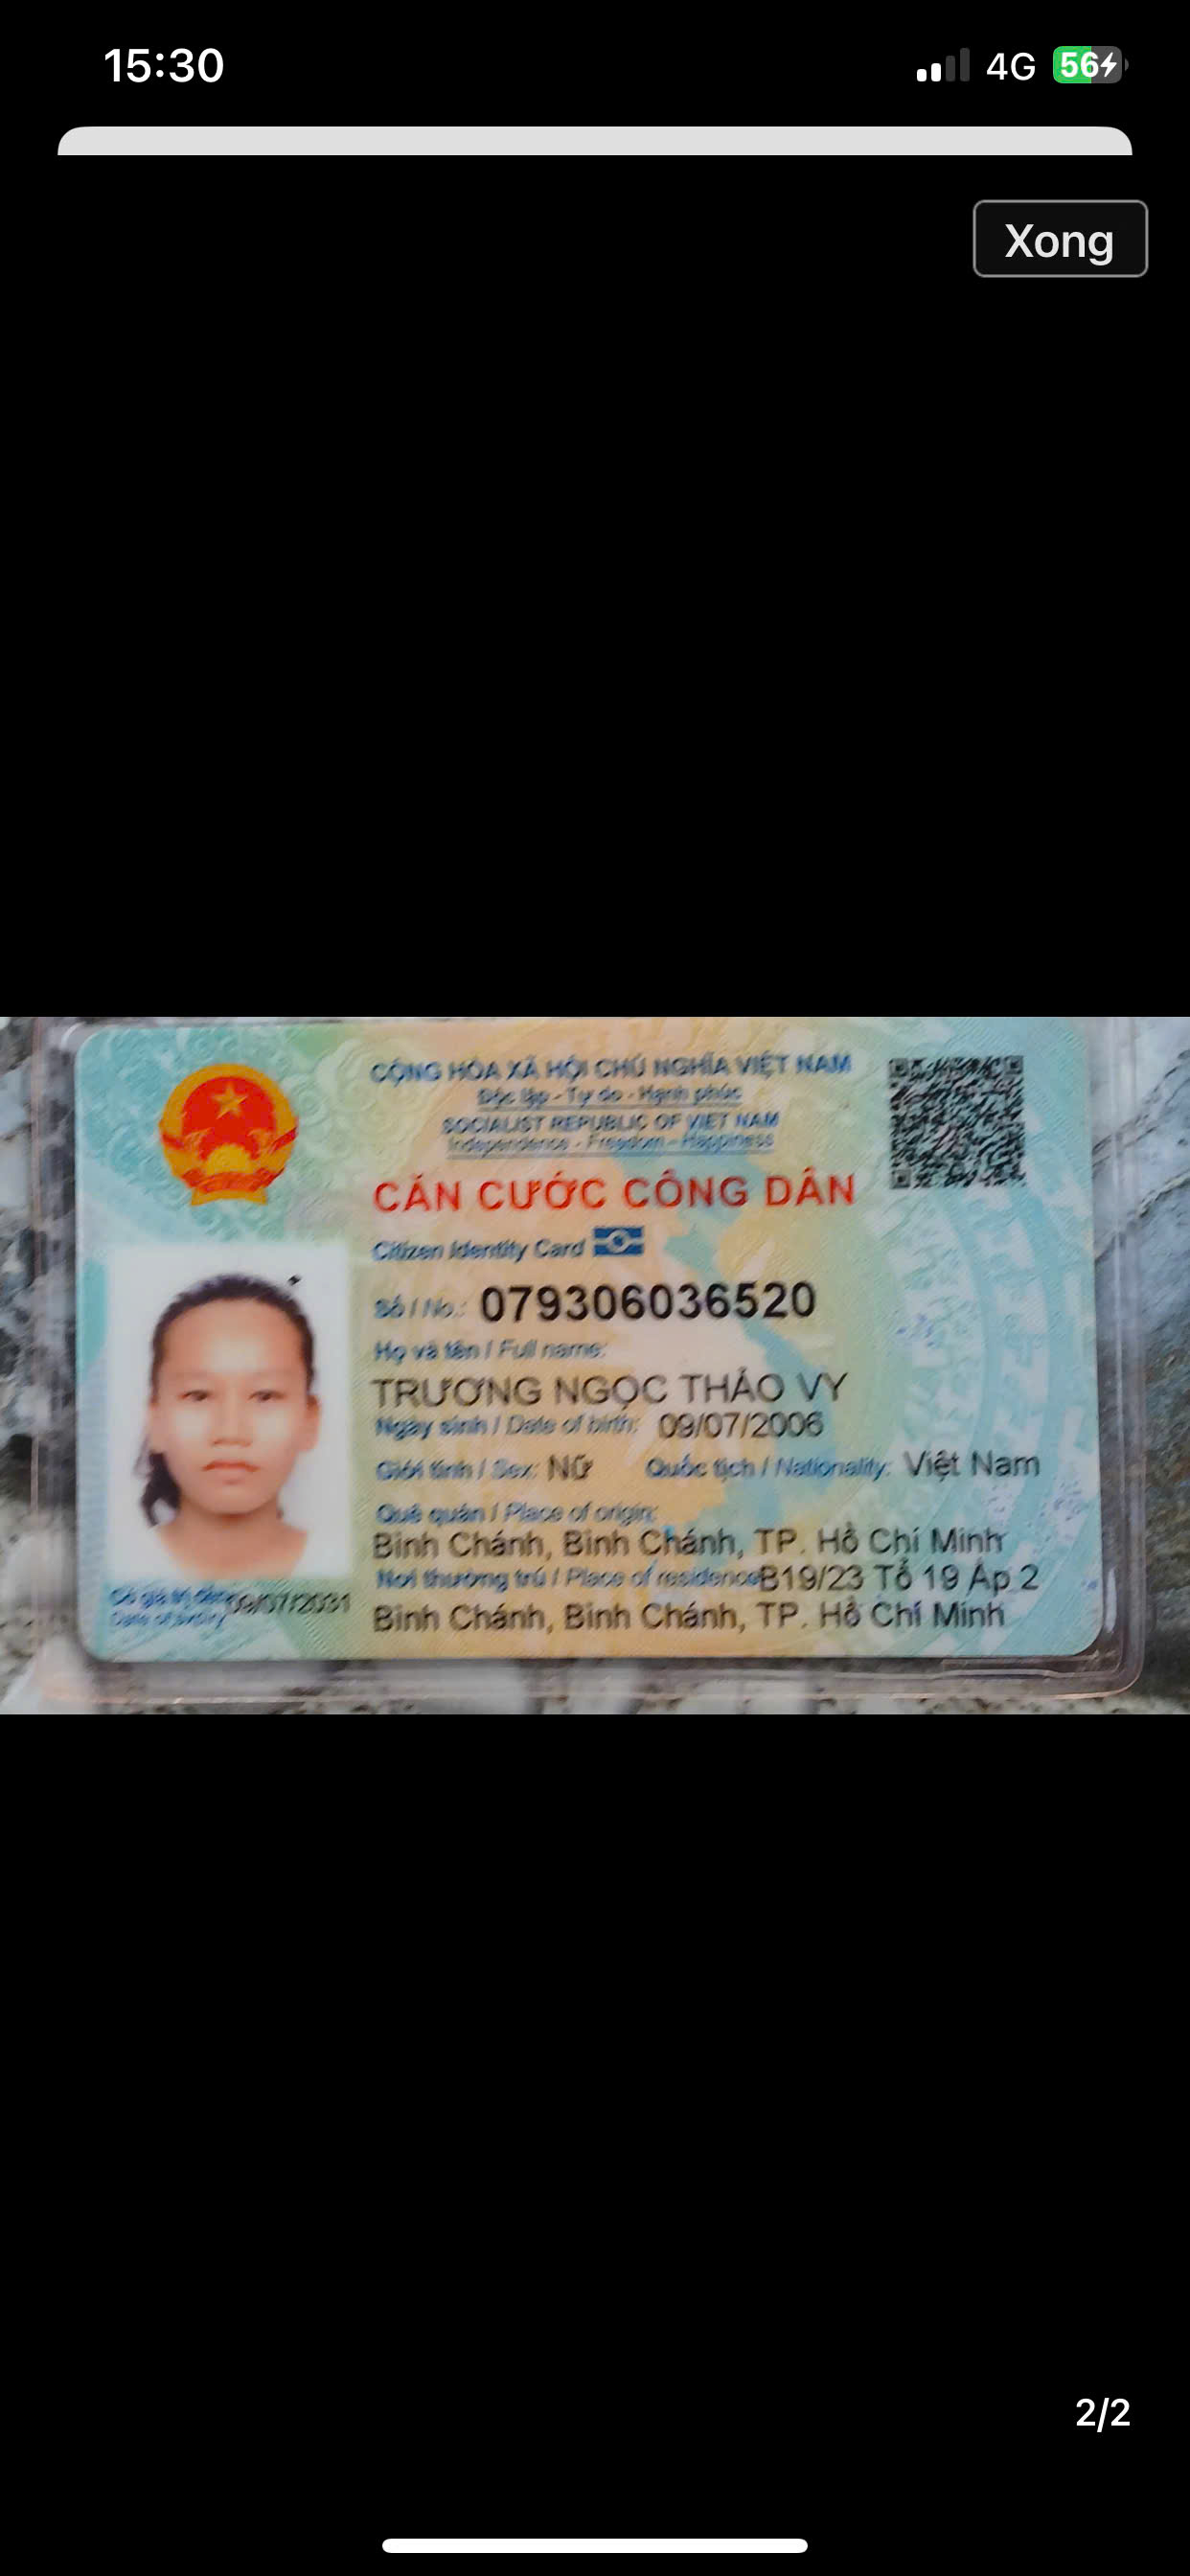 15:30
4G 56
Xong
CỘNG HÒA XÃ HỘI CHỦ NGHĨA VIỆT NAM
Độc lập - Tự do - Hạnh phúc
SOCIALIST REPUBLIC OF VIET NAM
Independence - Freedom - Happiness
CĂN CƯỚC CÔNG DÂN
Citizen Identity Card
Số / No.: 079306036520
Họ và tên / Full name:
TRƯƠNG NGỌC THẢO VY
Ngày sinh / Date of birth: 09/07/2006
Giới tính / Sex: Nữ Quốc tịch / Nationality: Việt Nam
Quê quán / Place of origin:
Bình Chánh, Bình Chánh, TP. Hồ Chí Minh
Nơi thường trú / Place of residence B19/23 Tổ 19 Ấp 2
Bình Chánh, Bình Chánh, TP. Hồ Chí Minh
Có giá trị đến: 09/07/2031
Date of expiry
2/2